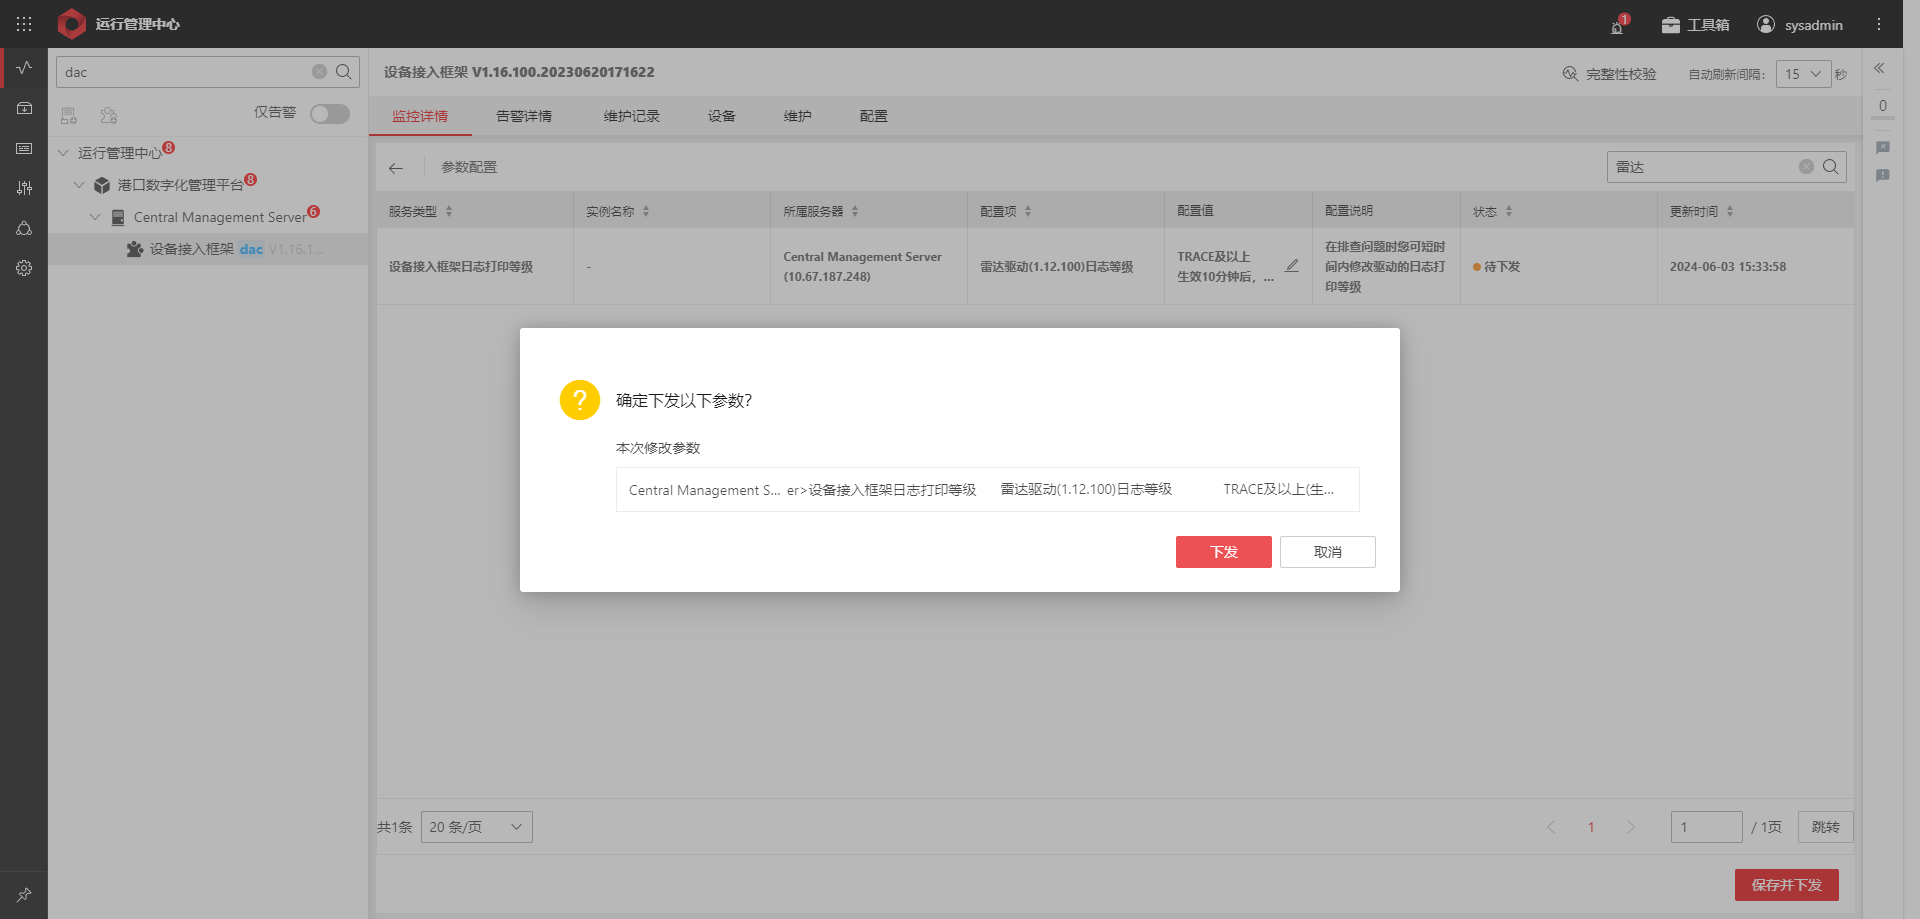 运行管理中心
1
工具箱
sysadmin
dac
仅告警
运行管理中心 8
港口数字化管理平台 8
Central Management Server 6
设备接入框架 dac V1.16.1...
设备接入框架 V1.16.100.20230620171622
完整性校验
自动刷新间隔:
15
秒
0
监控详情
告警详情
维护记录
设备
维护
配置
参数配置
雷达
服务类型
实例名称
所属服务器
配置项
配置值
配置说明
状态
更新时间
设备接入框架日志打印等级
-
Central Management Server
(10.67.187.248)
雷达驱动(1.12.100)日志等级
TRACE及以上
生效10分钟后，...
在排查问题时您可短时
间内修改驱动的日志打
印等级
待下发
2024-06-03 15:33:58
?
确定下发以下参数?
本次修改参数
Central Management S... er>设备接入框架日志打印等级
雷达驱动(1.12.100)日志等级
TRACE及以上(生...
下发
取消
共1条
20 条/页
1
1
/ 1页
跳转
保存并下发